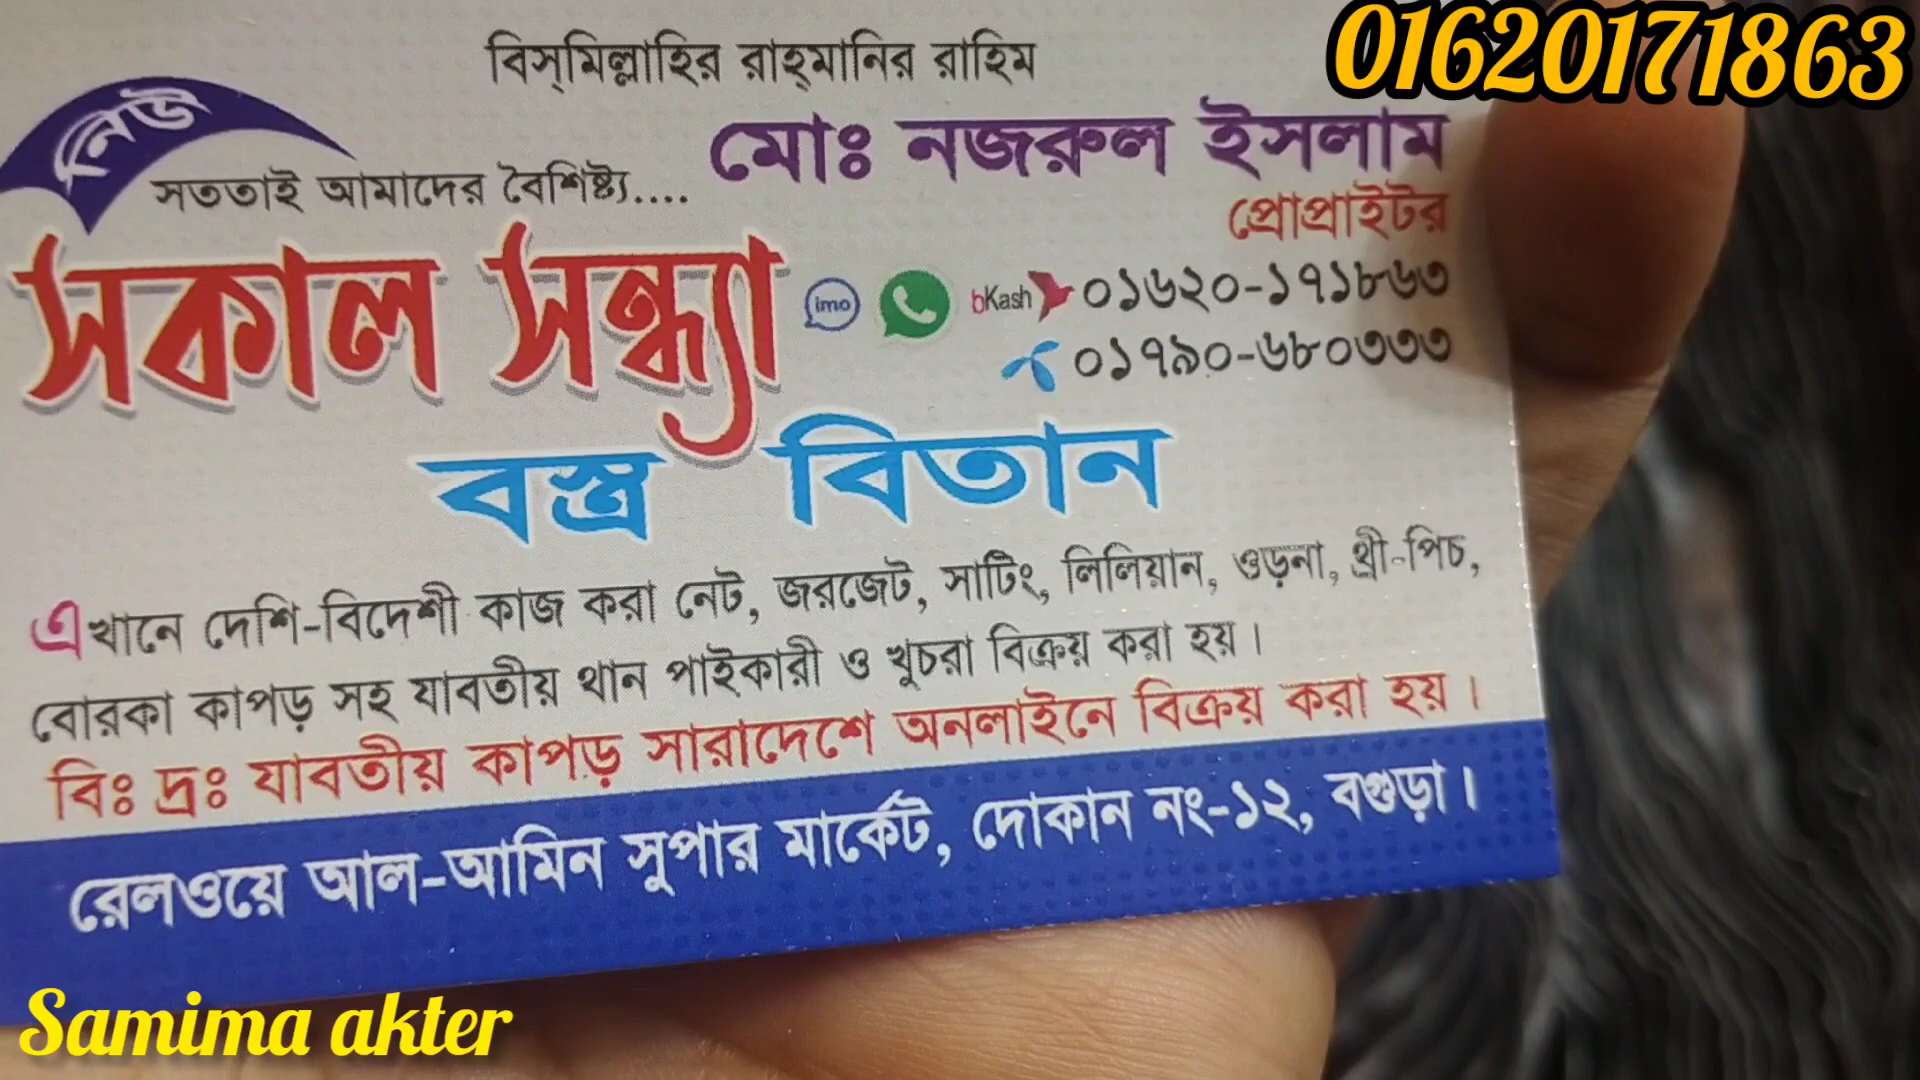 01620171863
বিস্‌মিল্লাহির রাহ্‌মানির রাহিম
নিউ
মোঃ নজরুল ইসলাম
সততাই আমাদের বৈশিষ্ট্য....
প্রোপ্রাইটর
সকাল সন্ধ্যা
imo bKash ০১৬২০-১৭১৮৬৩
০১৭৯০-৬৮০৩৩৩
বস্ত্র বিতান
এখানে দেশি-বিদেশী কাজ করা নেট, জরজেট, সাটিং, লিলিয়ান, ওড়না, থ্রী-পিচ,
বোরকা কাপড় সহ যাবতীয় থান পাইকারী ও খুচরা বিক্রয় করা হয়।
বিঃ দ্রঃ যাবতীয় কাপড় সারাদেশে অনলাইনে বিক্রয় করা হয়।
রেলওয়ে আল-আমিন সুপার মার্কেট, দোকান নং-১২, বগুড়া।
Samima akter